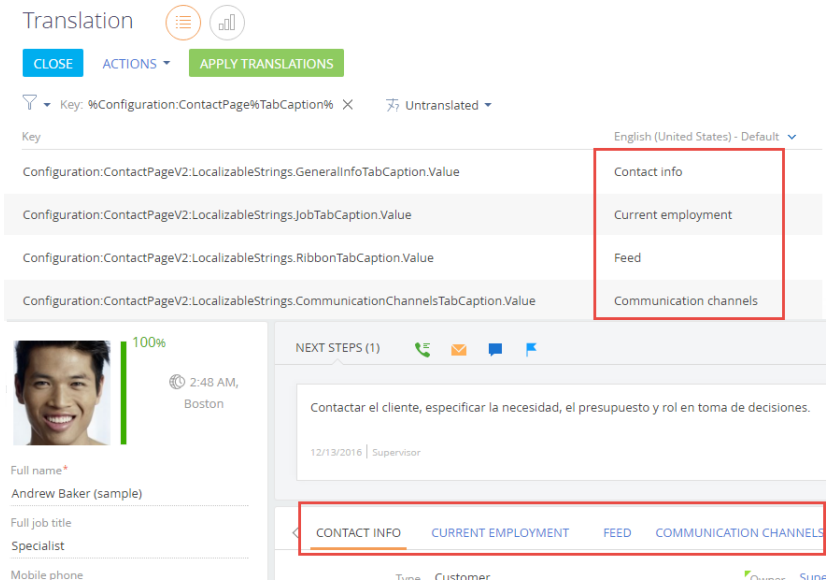 Translation
CLOSE ACTIONS APPLY TRANSLATIONS
Key: %Configuration:ContactPage%TabCaption% Untranslated
Key English (United States) - Default
Configuration:ContactPageV2:LocalizableStrings.GeneralInfoTabCaption.Value Contact info
Configuration:ContactPageV2:LocalizableStrings.JobTabCaption.Value Current employment
Configuration:ContactPageV2:LocalizableStrings.RibbonTabCaption.Value Feed
Configuration:ContactPageV2:LocalizableStrings.CommunicationChannelsTabCaption.Value Communication channels
100%
2:48 AM,
Boston
Full name*
Andrew Baker (sample)
Full job title
Specialist
Mobile phone
NEXT STEPS (1)
Contactar el cliente, especificar la necesidad, el presupuesto y rol en toma de decisiones.
12/13/2016 Supervisor
CONTACT INFO CURRENT EMPLOYMENT FEED COMMUNICATION CHANNELS
Type Customer Owner Supe